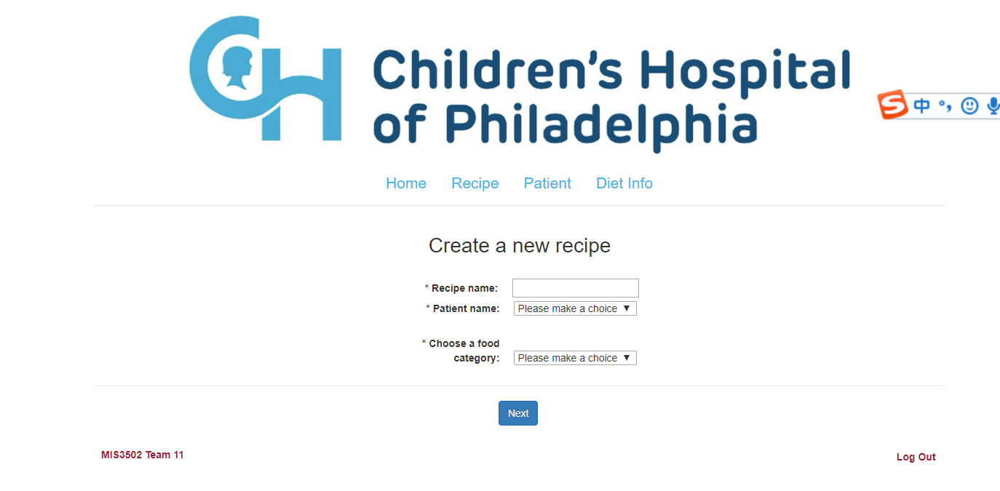 CH Children's Hospital
of Philadelphia
S 中 °,
Home Recipe Patient Diet Info
Create a new recipe
* Recipe name:
* Patient name: Please make a choice ▼
* Choose a food
category: Please make a choice ▼
Next
MIS3502 Team 11
Log Out